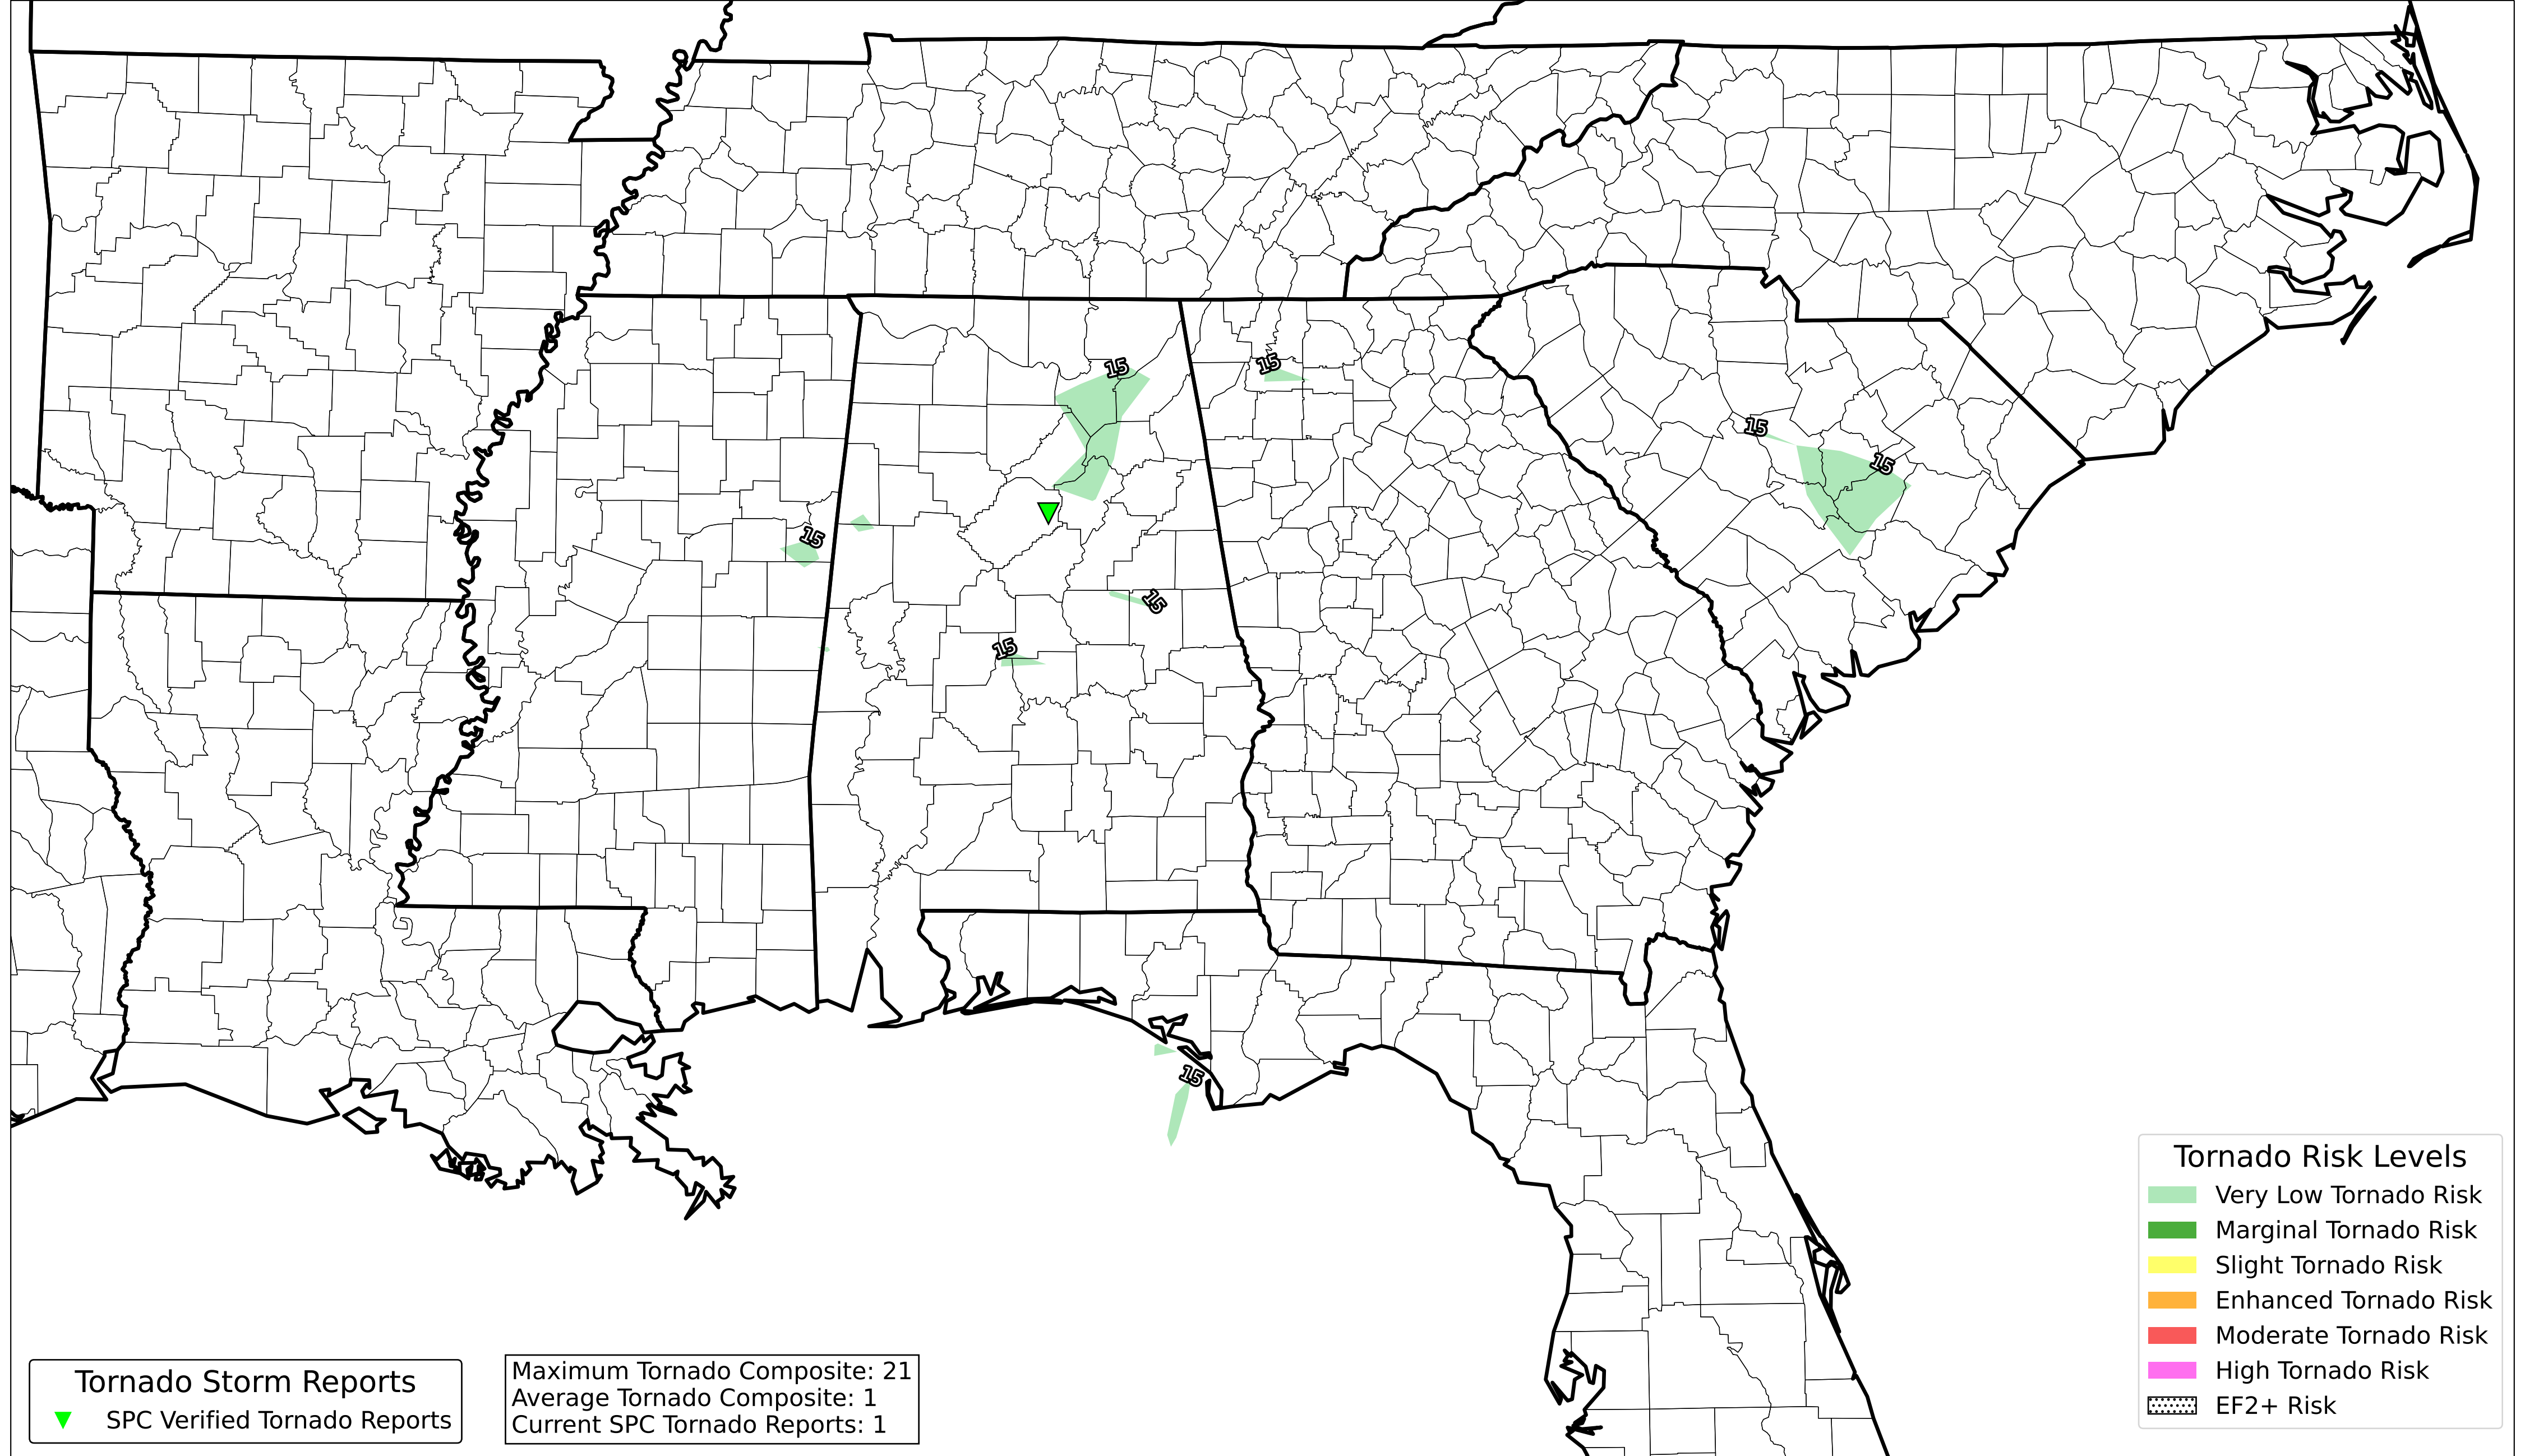 15
15
15
15
15
15
15
15
Tornado Storm Reports
SPC Verified Tornado Reports
Maximum Tornado Composite: 21
Average Tornado Composite: 1
Current SPC Tornado Reports: 1
Tornado Risk Levels
Very Low Tornado Risk
Marginal Tornado Risk
Slight Tornado Risk
Enhanced Tornado Risk
Moderate Tornado Risk
High Tornado Risk
EF2+ Risk